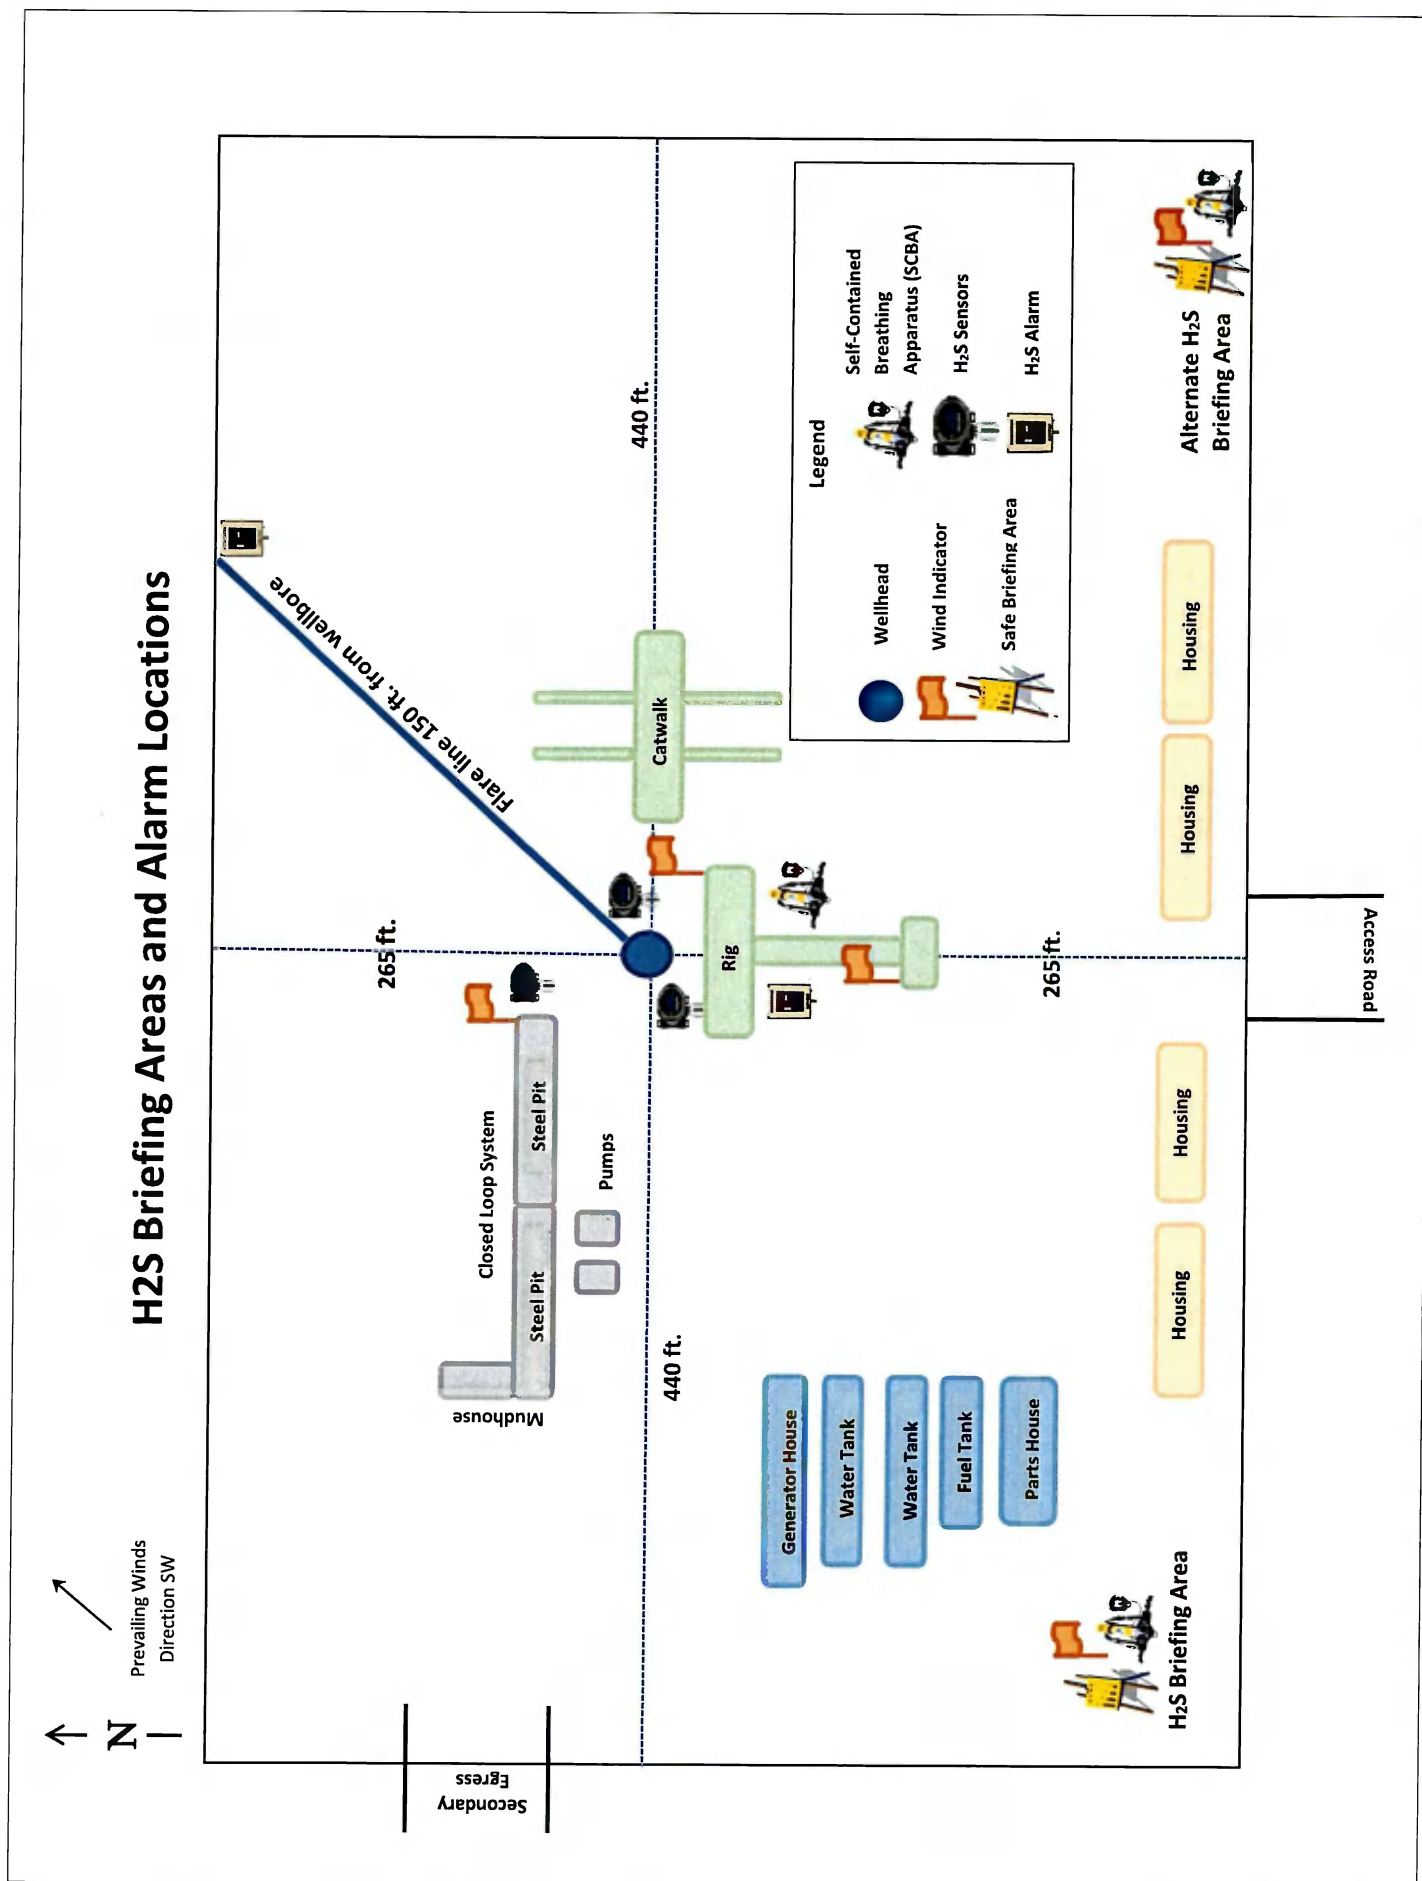 H2S Briefing Areas and Alarm Locations
N
Prevailing Winds
Direction SW
Secondary
Egress
Mudhouse
Closed Loop System
Steel Pit
Steel Pit
Pumps
265 ft.
Flare line 150 ft. from wellbore
440 ft.
440 ft.
Rig
Catwalk
265 ft.
Generator House
Water Tank
Water Tank
Fuel Tank
Parts House
Legend
Wellhead
Wind Indicator
Safe Briefing Area
Self-Contained
Breathing
Apparatus (SCBA)
H₂S Sensors
H₂S Alarm
H₂S Briefing Area
Housing
Housing
Housing
Housing
Alternate H₂S
Briefing Area
Access Road